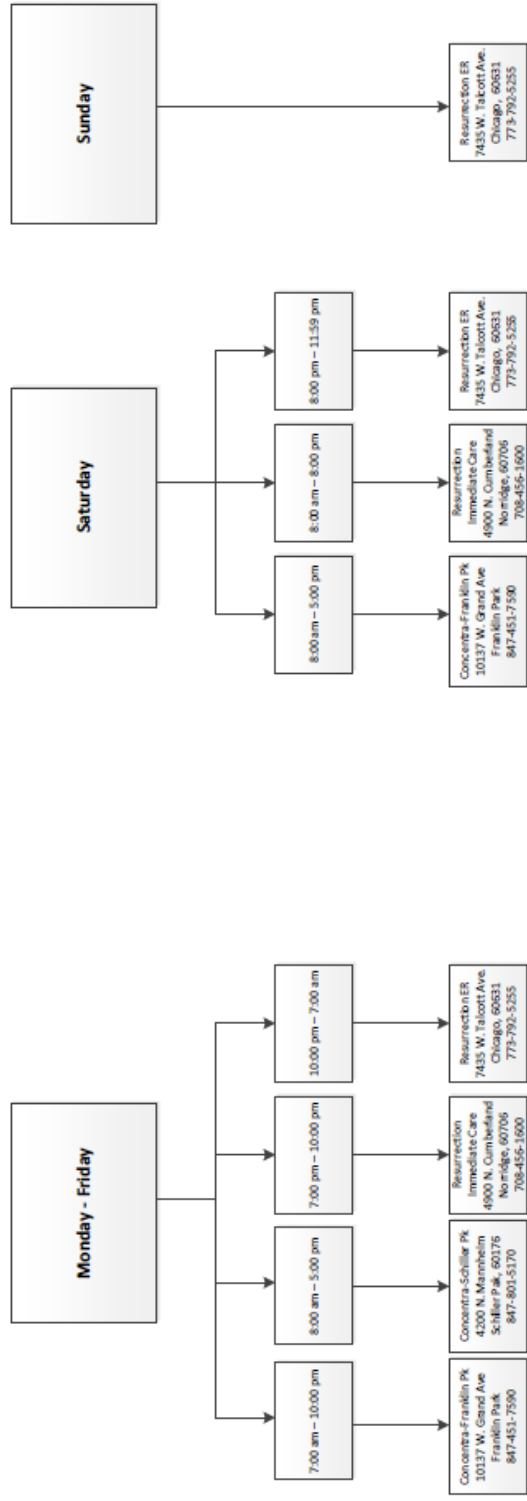 Monday - Friday
7:00 am – 10:00 pm
8:00 am – 5:00 pm
7:00 pm – 10:00 pm
10:00 pm – 7:00 am
Concentra-Franklin Pk
10137 W. Grand Ave
Franklin Park
847-451-7590
Concentra-Schiller Pk
4200 N. Mannheim
Schiller Pak, 60176
847-801-5170
Resurrection
Immediate Care
4900 N. Cumberland
Norridge, 60706
708-456-1600
Resurrection ER
7435 W. Talcott Ave.
Chicago, 60631
773-792-5255
Saturday
8:00 am – 5:00 pm
8:00 am – 8:00 pm
8:00 pm – 11:59 pm
Concentra-Franklin Pk
10137 W. Grand Ave
Franklin Park
847-451-7590
Resurrection
Immediate Care
4900 N. Cumberland
Norridge, 60706
708-456-1600
Resurrection ER
7435 W. Talcott Ave.
Chicago, 60631
773-792-5255
Sunday
Resurrection ER
7435 W. Talcott Ave.
Chicago, 60631
773-792-5255